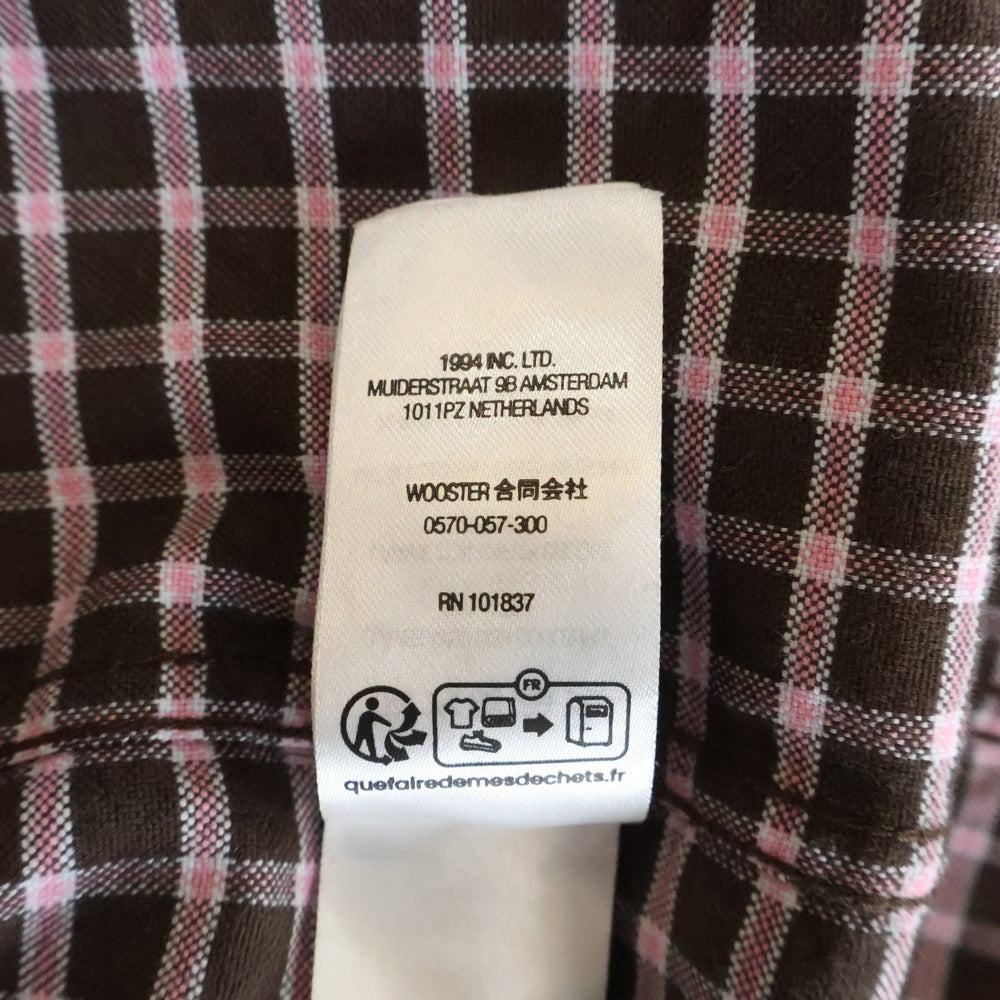 1994 INC. LTD.
MUIDERSTRAAT 9B AMSTERDAM
1011PZ NETHERLANDS
WOOSTER 合同会社
0570-057-300
RN 101837
FR
quefairedemesdechets.fr